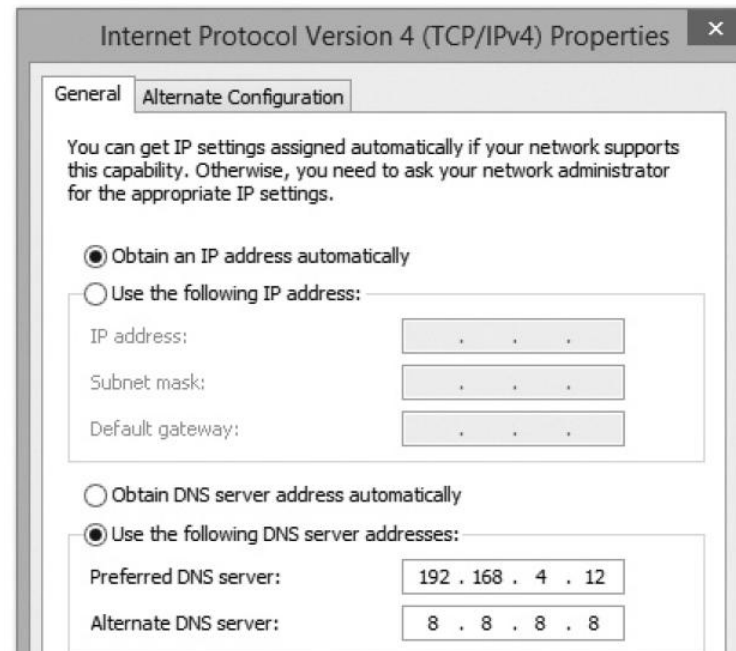 Internet Protocol Version 4 (TCP/IPv4) Properties
General
Alternate Configuration
You can get IP settings assigned automatically if your network supports
this capability. Otherwise, you need to ask your network administrator
for the appropriate IP settings.
Obtain an IP address automatically
Use the following IP address:
IP address: . . .
Subnet mask: . . .
Default gateway: . . .
Obtain DNS server address automatically
Use the following DNS server addresses:
Preferred DNS server: 192 . 168 . 4 . 12
Alternate DNS server: 8 . 8 . 8 . 8